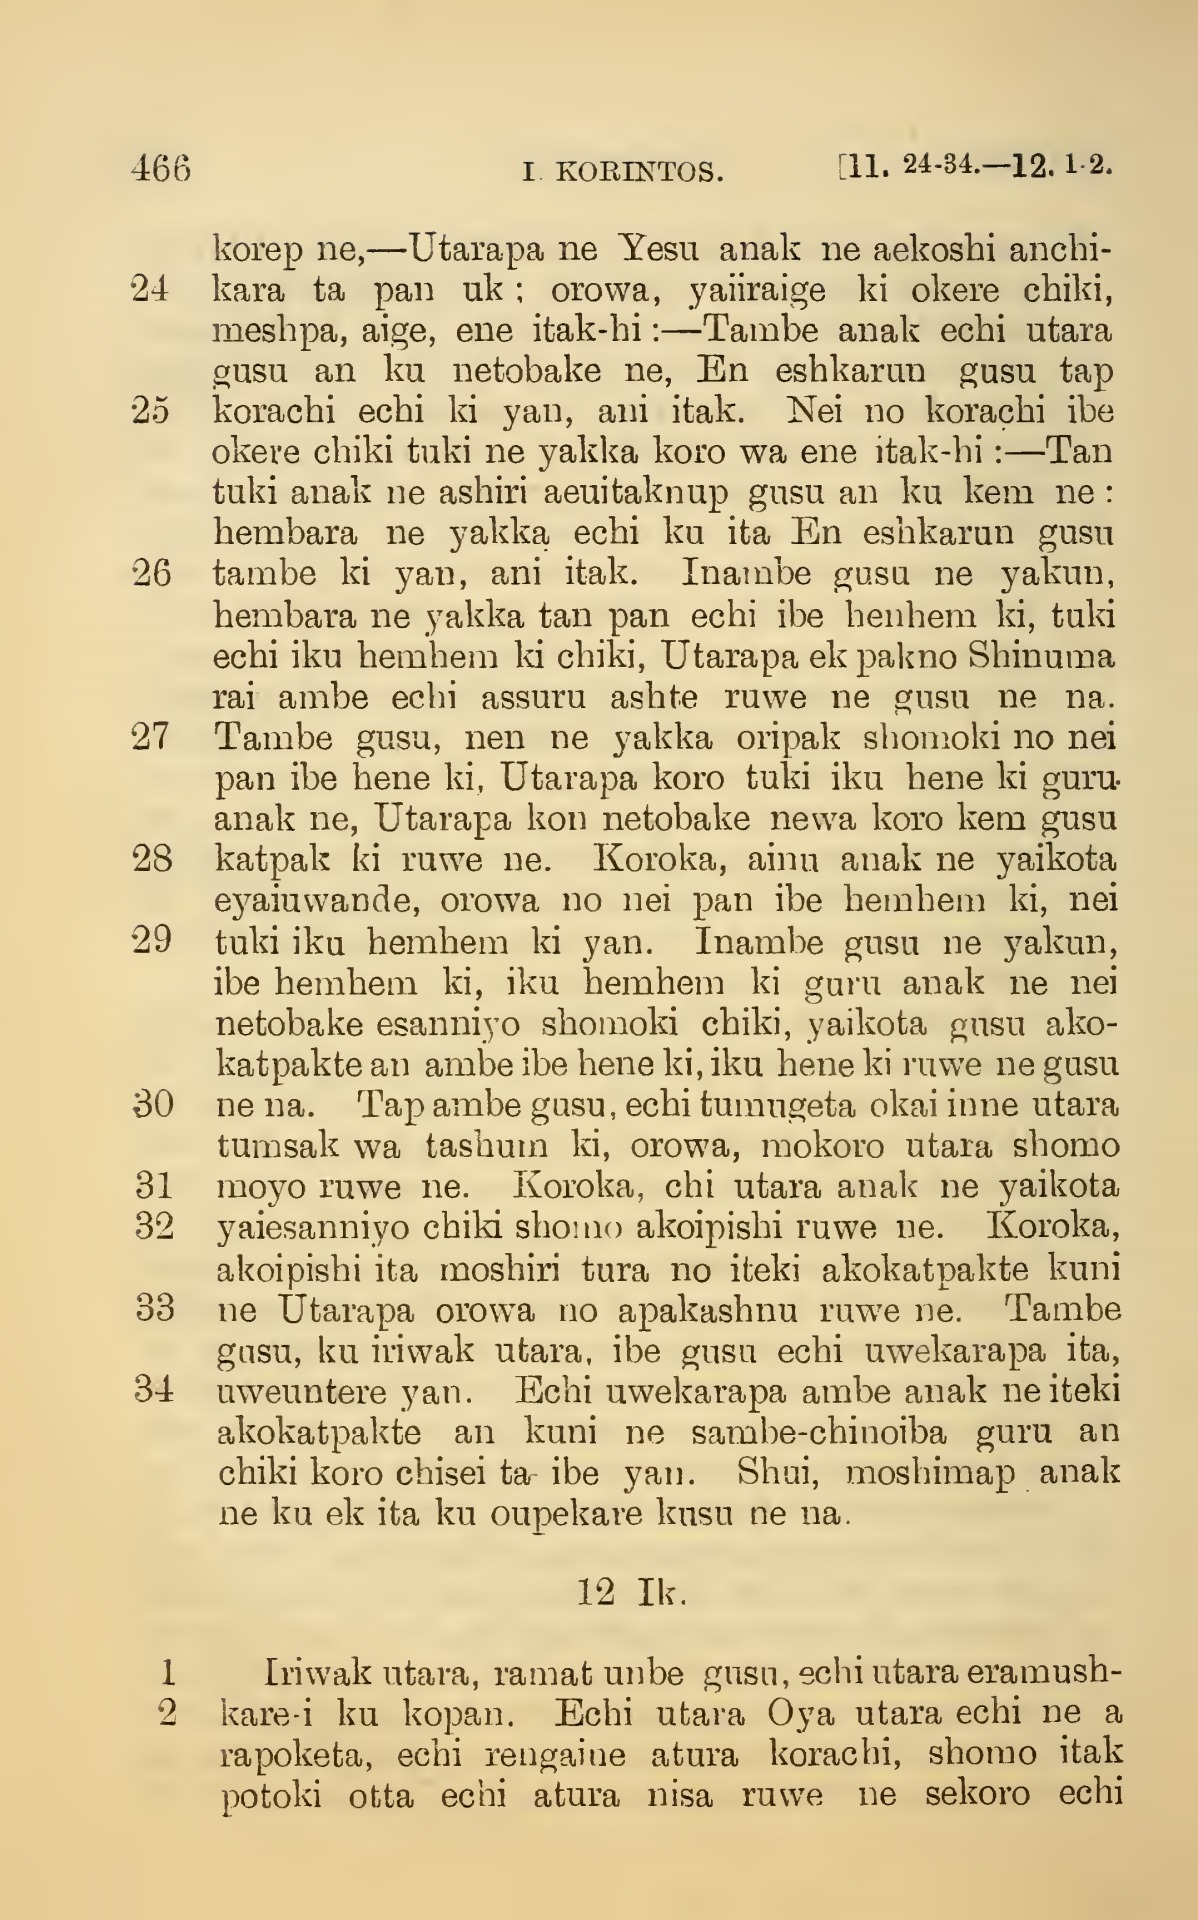 466 I. KORINTOS. [11. 24-34.—12. 1-2.
korep ne,—Utarapa ne Yesu anak ne aekoshi anchi-
24 kara ta pan uk; orowa, yaiiraige ki okere chiki,
meshpa, aige, ene itak-hi:—Tambe anak echi utara
gusu an ku netobake ne, En eshkarun gusu tap
25 korachi echi ki yan, ani itak. Nei no korachi ibe
okere chiki tuki ne yakka koro wa ene itak-hi:—Tan
tuki anak ne ashiri aeuitaknup gusu an ku kem ne:
hembara ne yakka echi ku ita En eshkarun gusu
26 tambe ki yan, ani itak. Inambe gusu ne yakun,
hembara ne yakka tan pan echi ibe henhem ki, tuki
echi iku hemhem ki chiki, Utarapa ek pakno Shinuma
rai ambe echi assuru ashte ruwe ne gusu ne na.
27 Tambe gusu, nen ne yakka oripak shomoki no nei
pan ibe hene ki, Utarapa koro tuki iku hene ki guru
anak ne, Utarapa kon netobake newa koro kem gusu
28 katpak ki ruwe ne. Koroka, ainu anak ne yaikota
eyaiuwande, orowa no nei pan ibe hemhem ki, nei
29 tuki iku hemhem ki yan. Inambe gusu ne yakun,
ibe hemhem ki, iku hemhem ki guru anak ne nei
netobake esanniyo shomoki chiki, yaikota gusu ako-
katpakte an ambe ibe hene ki, iku hene ki ruwe ne gusu
30 ne na. Tap ambe gusu, echi tumugeta okai inne utara
tumsak wa tashum ki, orowa, mokoro utara shomo
31 moyo ruwe ne. Koroka, chi utara anak ne yaikota
32 yaiesanniyo chiki shomo akoipishi ruwe ne. Koroka,
akoipishi ita moshiri tura no iteki akokatpakte kuni
33 ne Utarapa orowa no apakashnu ruwe ne. Tambe
gusu, ku iriwak utara, ibe gusu echi uwekarapa ita,
34 uweuntere yan. Echi uwekarapa ambe anak ne iteki
akokatpakte an kuni ne sambe-chinoiba guru an
chiki koro chisei ta ibe yan. Shui, moshimap anak
ne ku ek ita ku oupekare kusu ne na.
12 Ik.
1 Iriwak utara, ramat unbe gusu, echi utara eramush-
2 kare-i ku kopan. Echi utara Oya utara echi ne a
rapoketa, echi rengaine atura korachi, shomo itak
potoki otta echi atura nisa ruwe ne sekoro echi